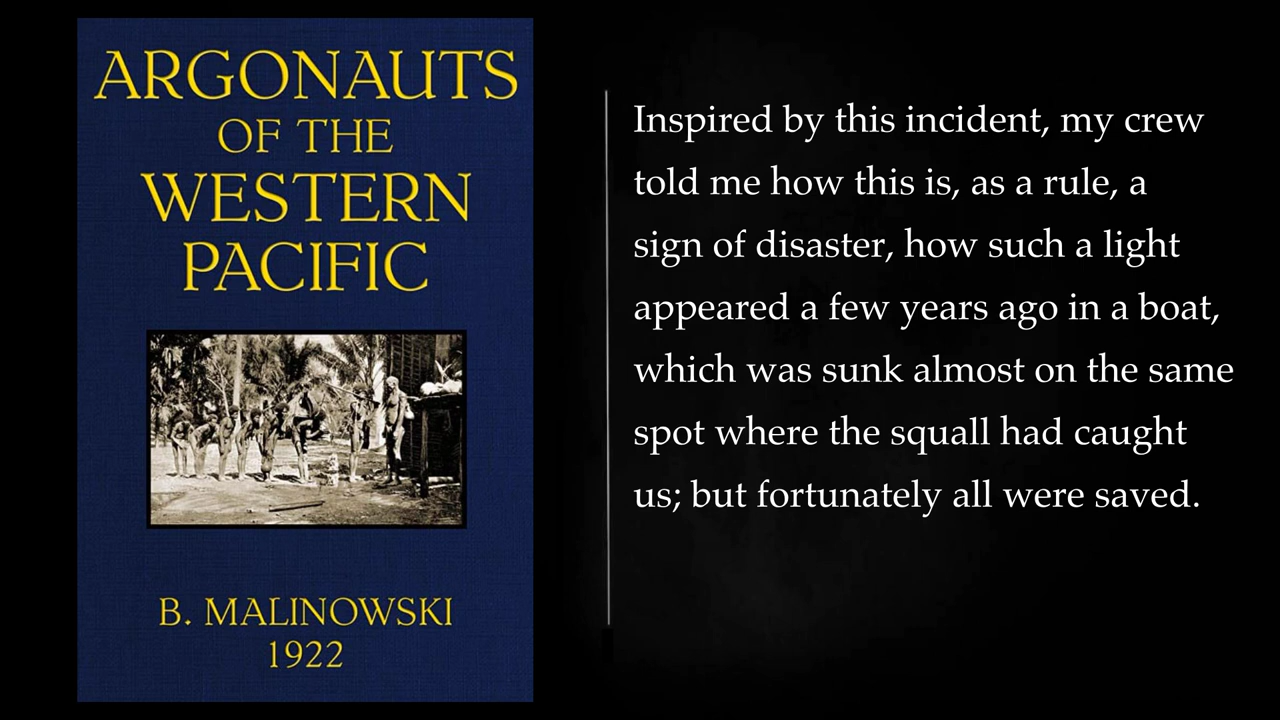 ARGONAUTS
OF THE
WESTERN
PACIFIC
B. MALINOWSKI
1922
Inspired by this incident, my crew
told me how this is, as a rule, a
sign of disaster, how such a light
appeared a few years ago in a boat,
which was sunk almost on the same
spot where the squall had caught
us; but fortunately all were saved.